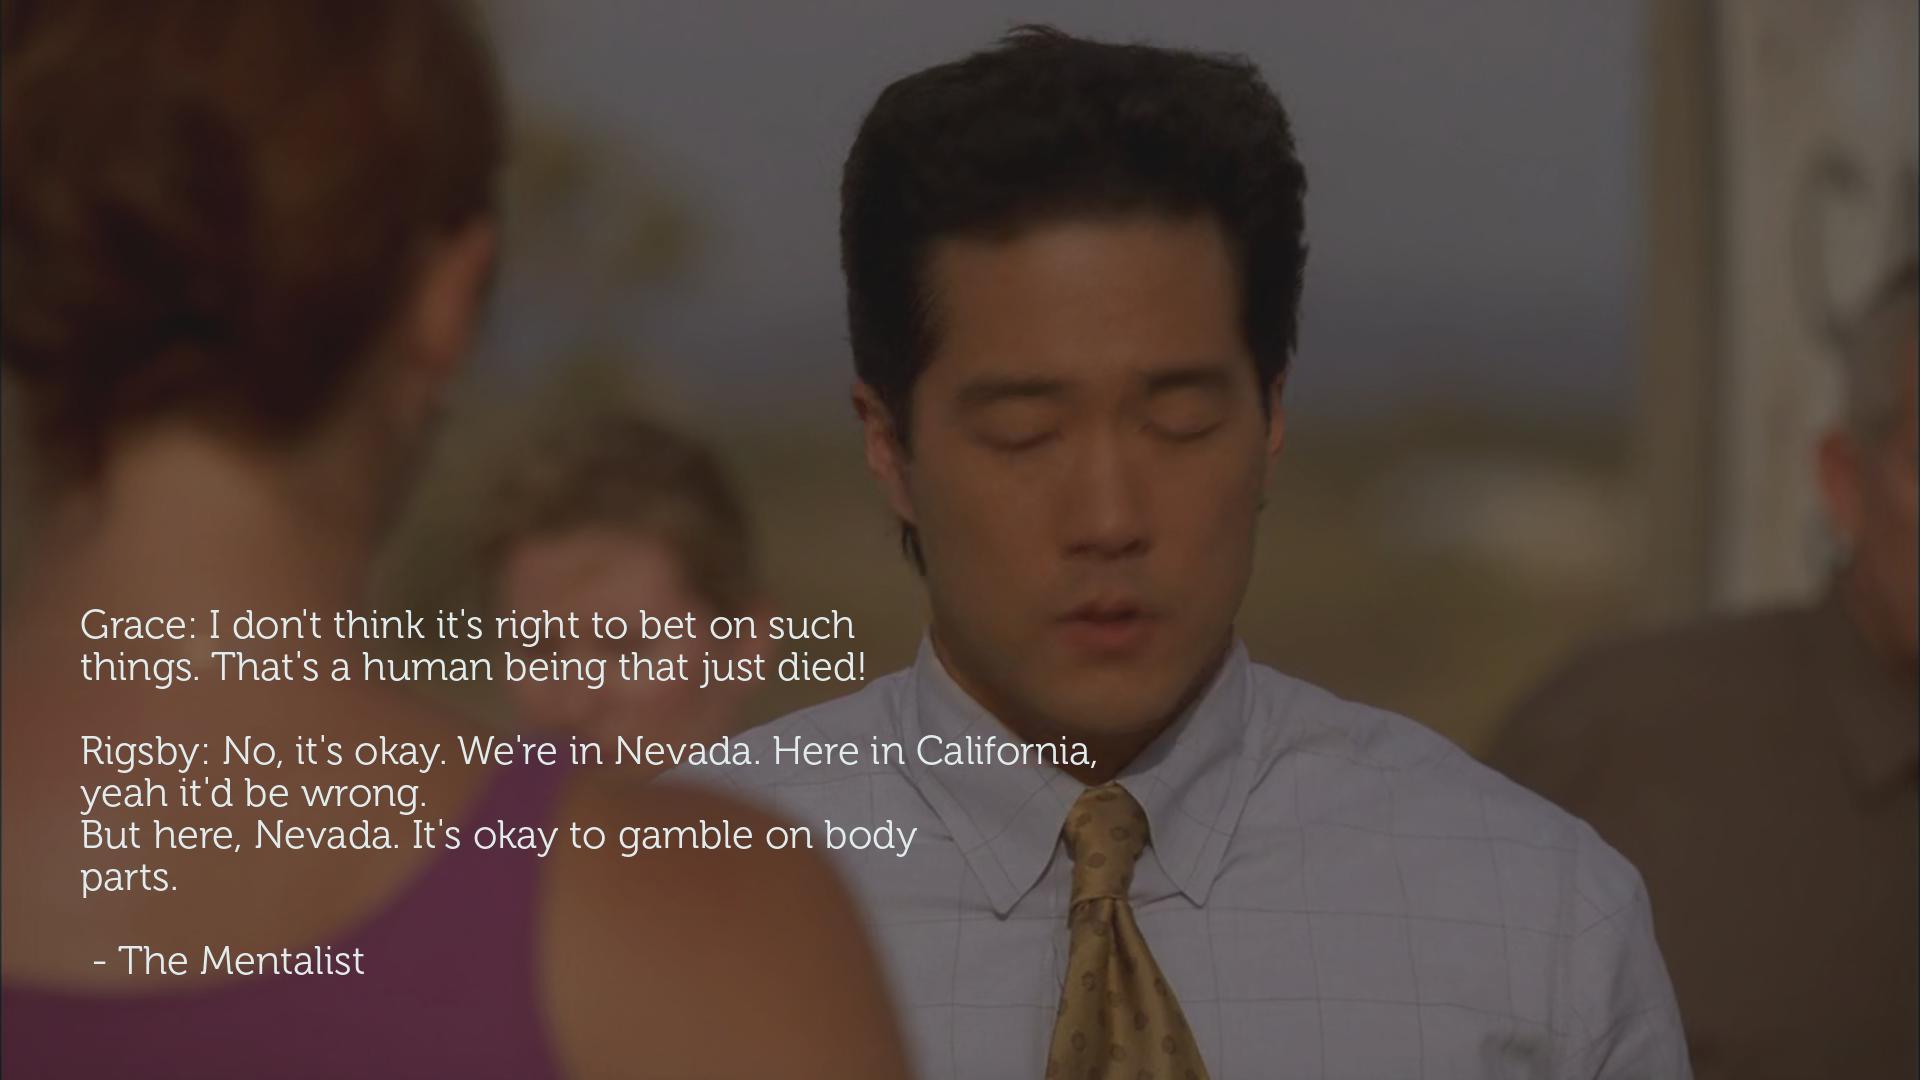 Grace: I don't think it's right to bet on such
things. That's a human being that just died!
Rigsby: No, it's okay. We're in Nevada. Here in California,
yeah it'd be wrong.
But here, Nevada. It's okay to gamble on body
parts.
- The Mentalist